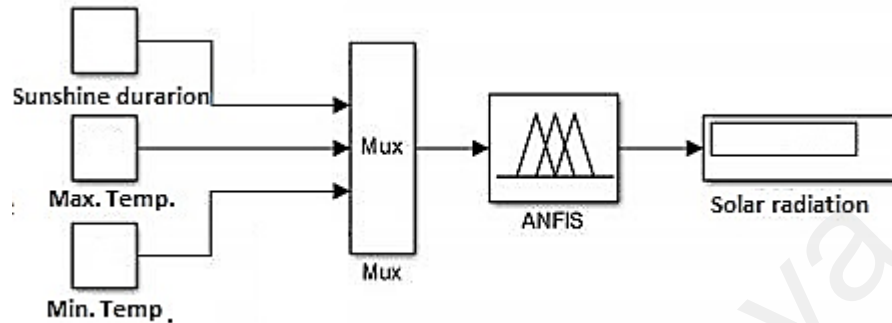 Sunshine durarion
Max. Temp.
Min. Temp.
Mux
Mux
ANFIS
Solar radiation